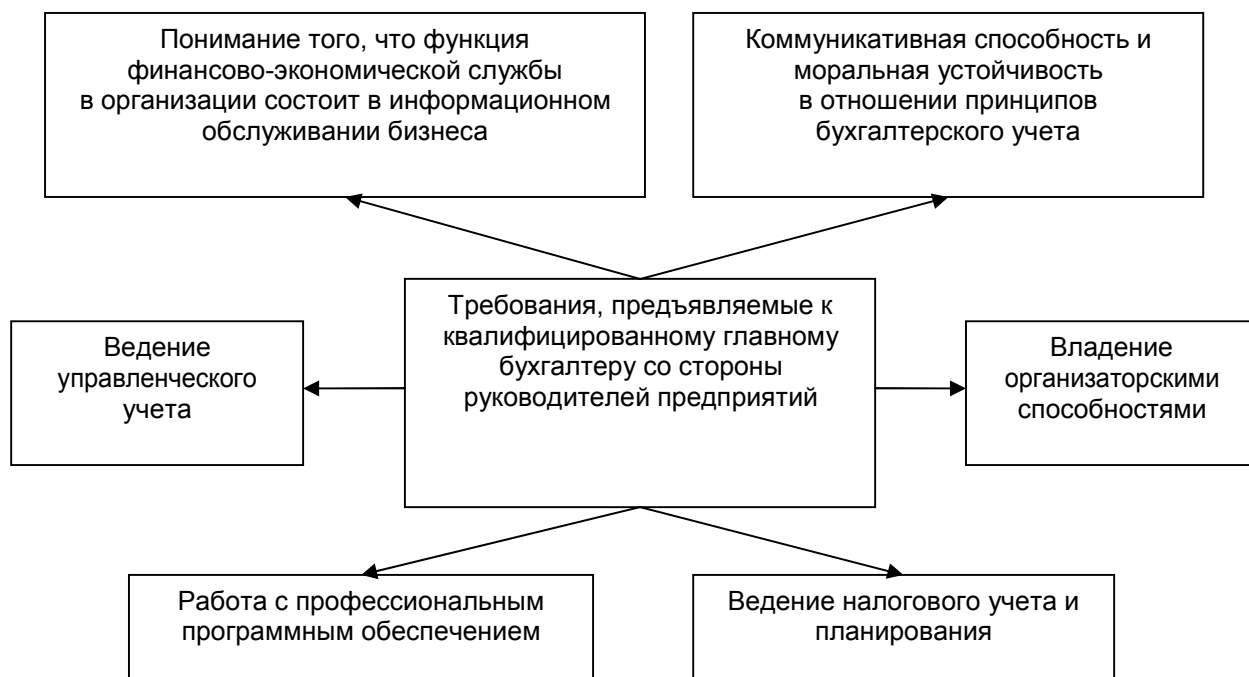 Понимание того, что функция
финансово-экономической службы
в организации состоит в информационном
обслуживании бизнеса
Коммуникативная способность и
моральная устойчивость
в отношении принципов
бухгалтерского учета
Требования, предъявляемые к
квалифицированному главному
бухгалтеру со стороны
руководителей предприятий
Ведение
управленческого
учета
Владение
организаторскими
способностями
Работа с профессиональным
программным обеспечением
Ведение налогового учета и
планирования